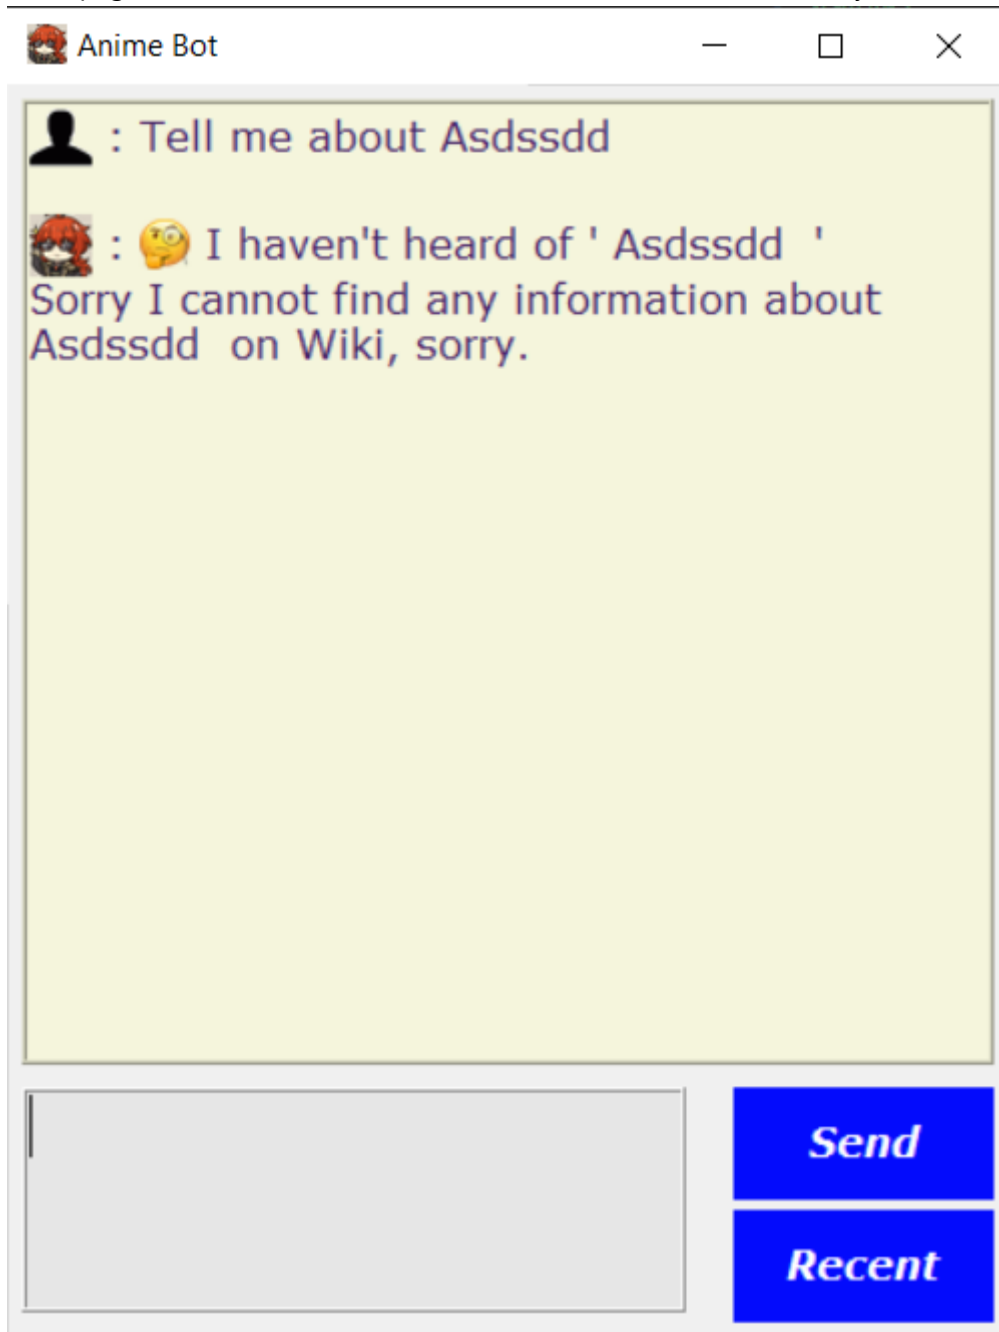 Anime Bot
: Tell me about Asdssdd
: 🧐 I haven't heard of ' Asdssdd  '
Sorry I cannot find any information about
Asdssdd  on Wiki, sorry.
Send
Recent